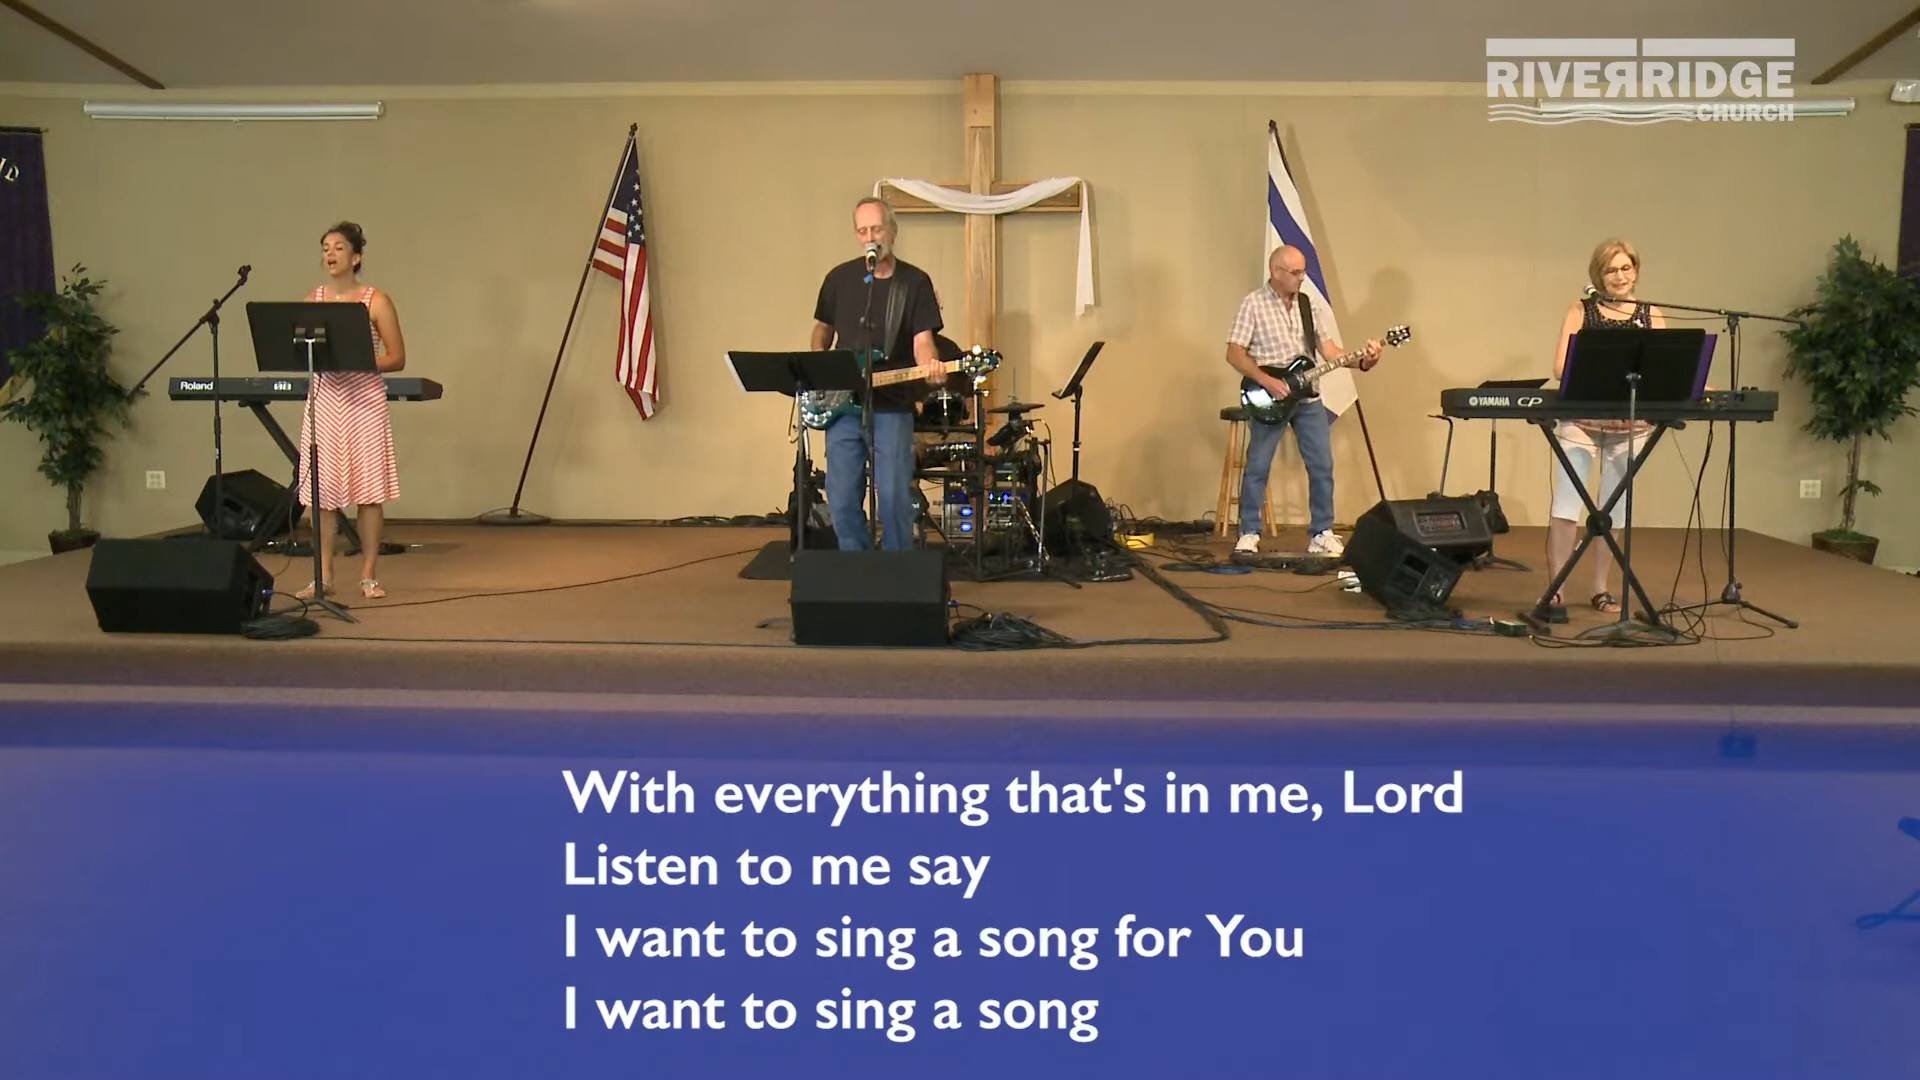 RIVERRIDGE
CHURCH
Roland
YAMAHA CP
With everything that's in me, Lord
Listen to me say
I want to sing a song for You
I want to sing a song